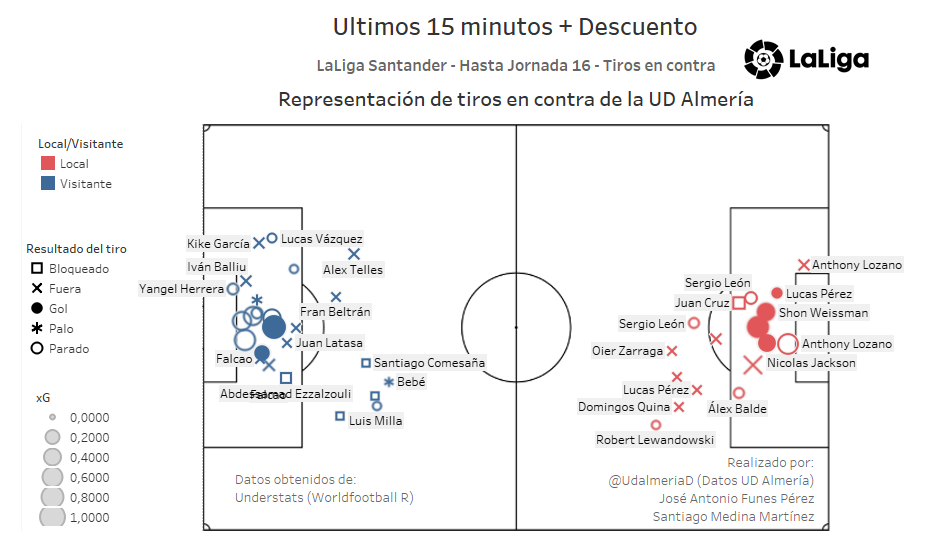 Ultimos 15 minutos + Descuento
LaLiga Santander - Hasta Jornada 16 - Tiros en contra
LaLiga
Representación de tiros en contra de la UD Almería
Local/Visitante
Local
Visitante
Resultado del tiro
Bloqueado
Fuera
Gol
Palo
Parado
xG
0,0000
0,2000
0,4000
0,6000
0,8000
1,0000
Kike García
Lucas Vázquez
Alex Telles
Iván Balliu
Yangel Herrera
Fran Beltrán
Juan Latasa
Falcao
Santiago Comesaña
Bebé
Abdessamad Ezzalzouli
Falcao
Luis Milla
Anthony Lozano
Sergio León
Lucas Pérez
Juan Cruz
Shon Weissman
Sergio León
Anthony Lozano
Oier Zarraga
Nicolas Jackson
Lucas Pérez
Domingos Quina
Álex Balde
Robert Lewandowski
Datos obtenidos de:
Understats (Worldfootball R)
Realizado por:
@UdalmeriaD (Datos UD Almería)
José Antonio Funes Pérez
Santiago Medina Martínez